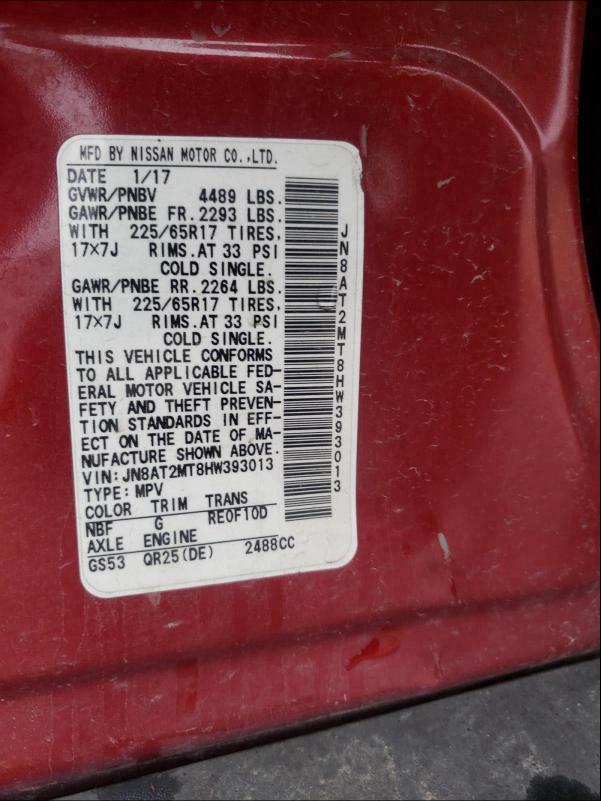 MFD BY NISSAN MOTOR CO.,LTD.
DATE 1/17
GVWR/PNBV 4489 LBS.
GAWR/PNBE FR. 2293 LBS.
WITH 225/65R17 TIRES,
17×7J RIMS.AT 33 PSI
COLD SINGLE.
GAWR/PNBE RR. 2264 LBS.
WITH 225/65R17 TIRES,
17×7J RIMS.AT 33 PSI
COLD SINGLE.
THIS VEHICLE CONFORMS
TO ALL APPLICABLE FED-
ERAL MOTOR VEHICLE SA-
FETY AND THEFT PREVEN-
TION STANDARDS IN EFF-
ECT ON THE DATE OF MA-
NUFACTURE SHOWN ABOVE.
VIN: JN8AT2MT8HW393013
TYPE: MPV
COLOR TRIM TRANS
NBF G RE0F10D
AXLE ENGINE
GS53 QR25(DE) 2488CC
JN8AT2MT8HW393013